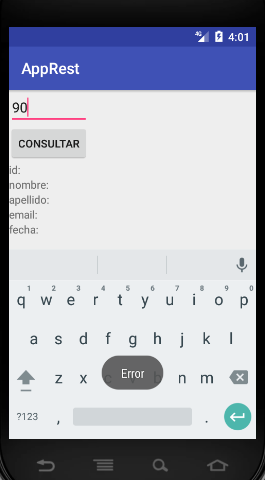 4G 4:01
AppRest
90
CONSULTAR
id:
nombre:
apellido:
email:
fecha:
1 2 3 4 5 6 7 8 9 0
q w e r t y u i o p
a s d f g h j k l
z x n m
Error
?123 , .